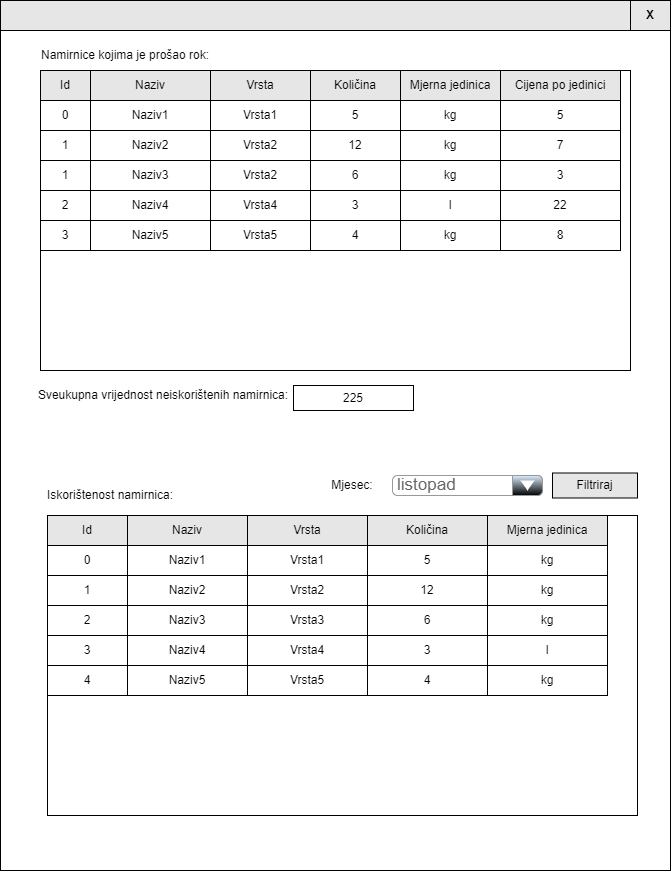 X
Namirnice kojima je prošao rok:
Id Naziv Vrsta Količina Mjerna jedinica Cijena po jedinici
0 Naziv1 Vrsta1 5 kg 5
1 Naziv2 Vrsta2 12 kg 7
1 Naziv3 Vrsta2 6 kg 3
2 Naziv4 Vrsta4 3 l 22
3 Naziv5 Vrsta5 4 kg 8
Sveukupna vrijednost neiskorištenih namirnica: 225
Mjesec: listopad Filtriraj
Iskorištenost namirnica:
Id Naziv Vrsta Količina Mjerna jedinica
0 Naziv1 Vrsta1 5 kg
1 Naziv2 Vrsta2 12 kg
2 Naziv3 Vrsta3 6 kg
3 Naziv4 Vrsta4 3 l
4 Naziv5 Vrsta5 4 kg